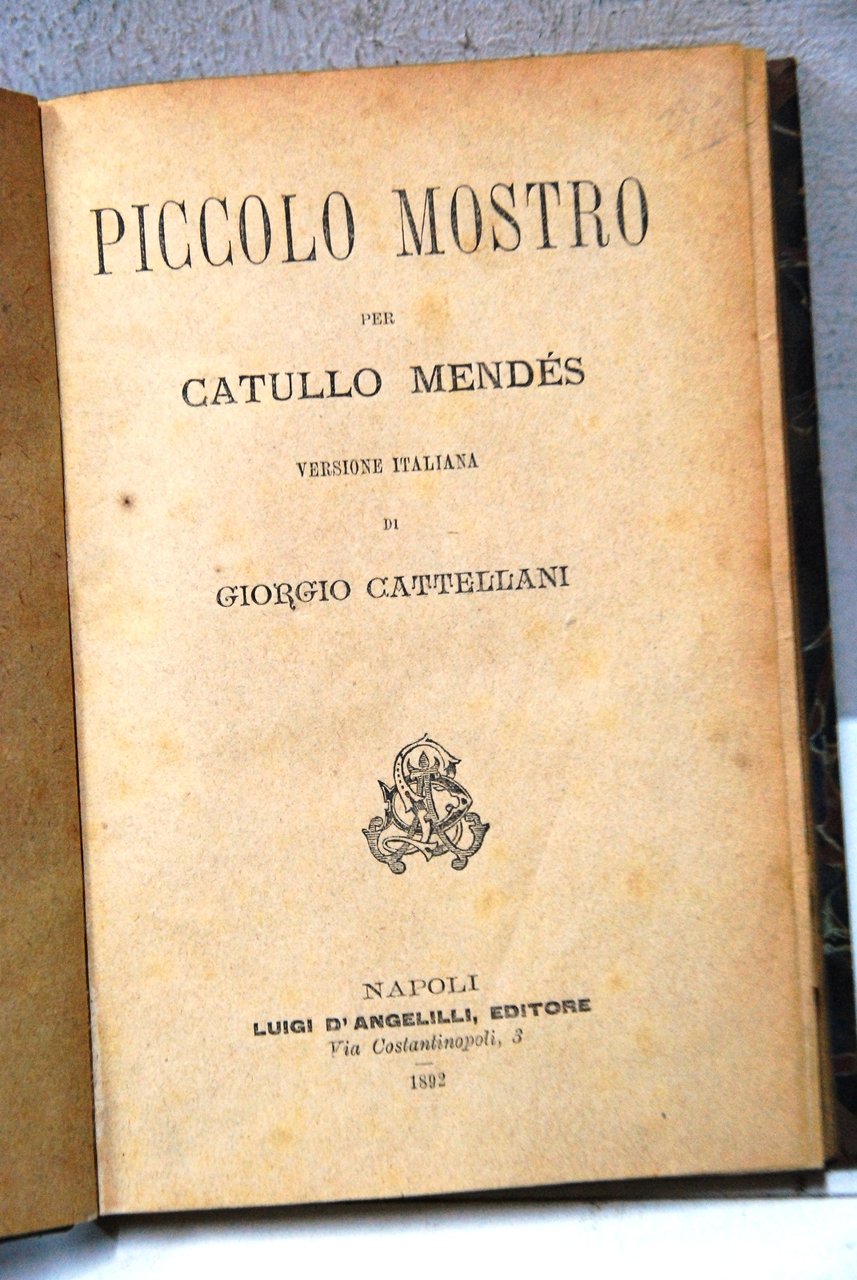 PICCOLO MOSTRO
PER
CATULLO MENDÉS
VERSIONE ITALIANA
DI
GIORGIO CATTELLANI
NAPOLI
LUIGI D'ANGELILLI, EDITORE
Via Costantinopoli, 3
1892